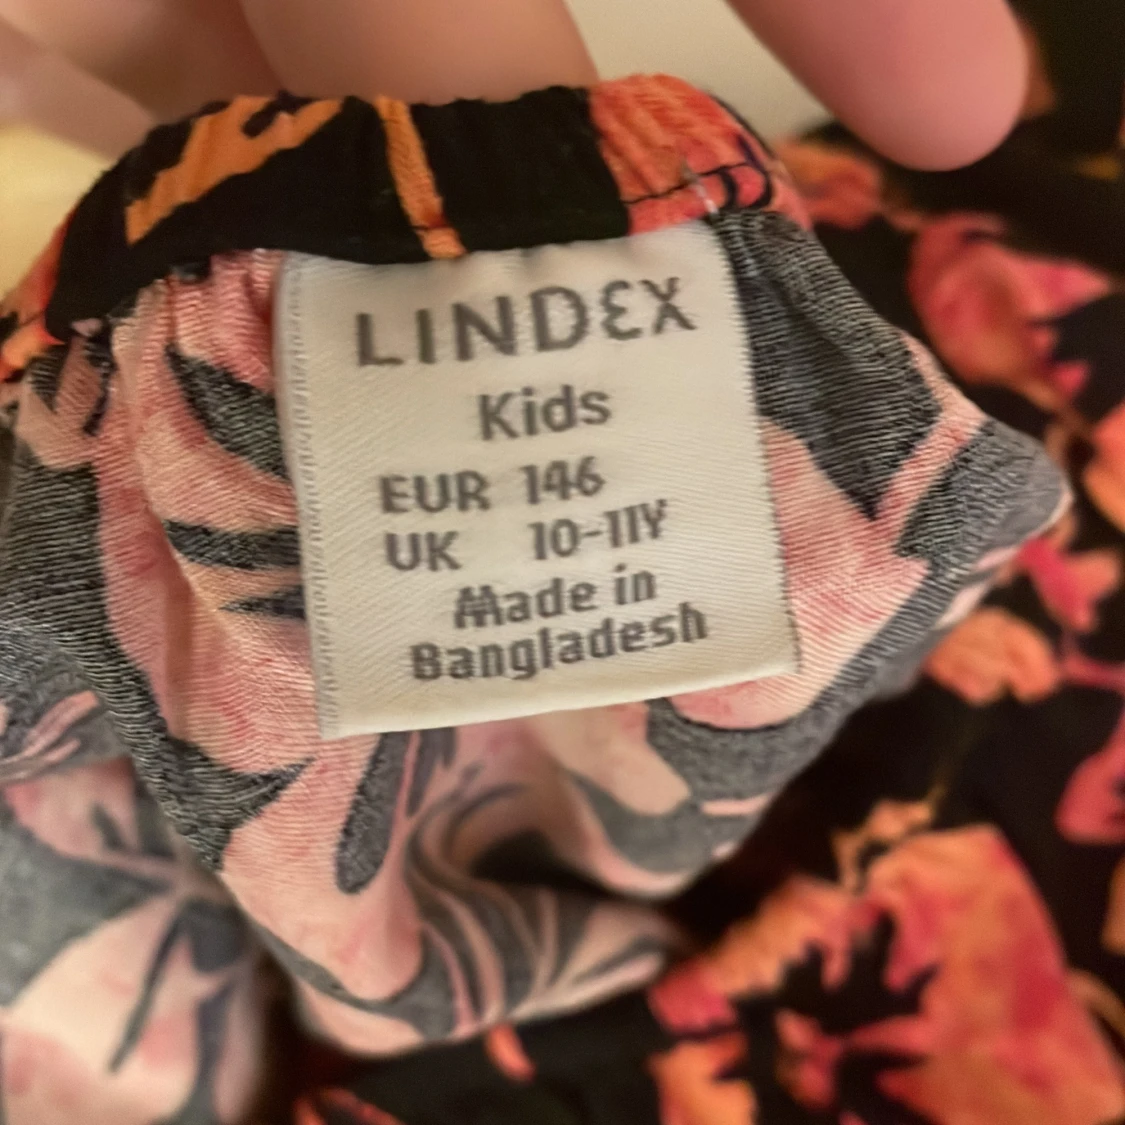 LINDEX
Kids
EUR 146
UK 10-11Y
Made in
Bangladesh